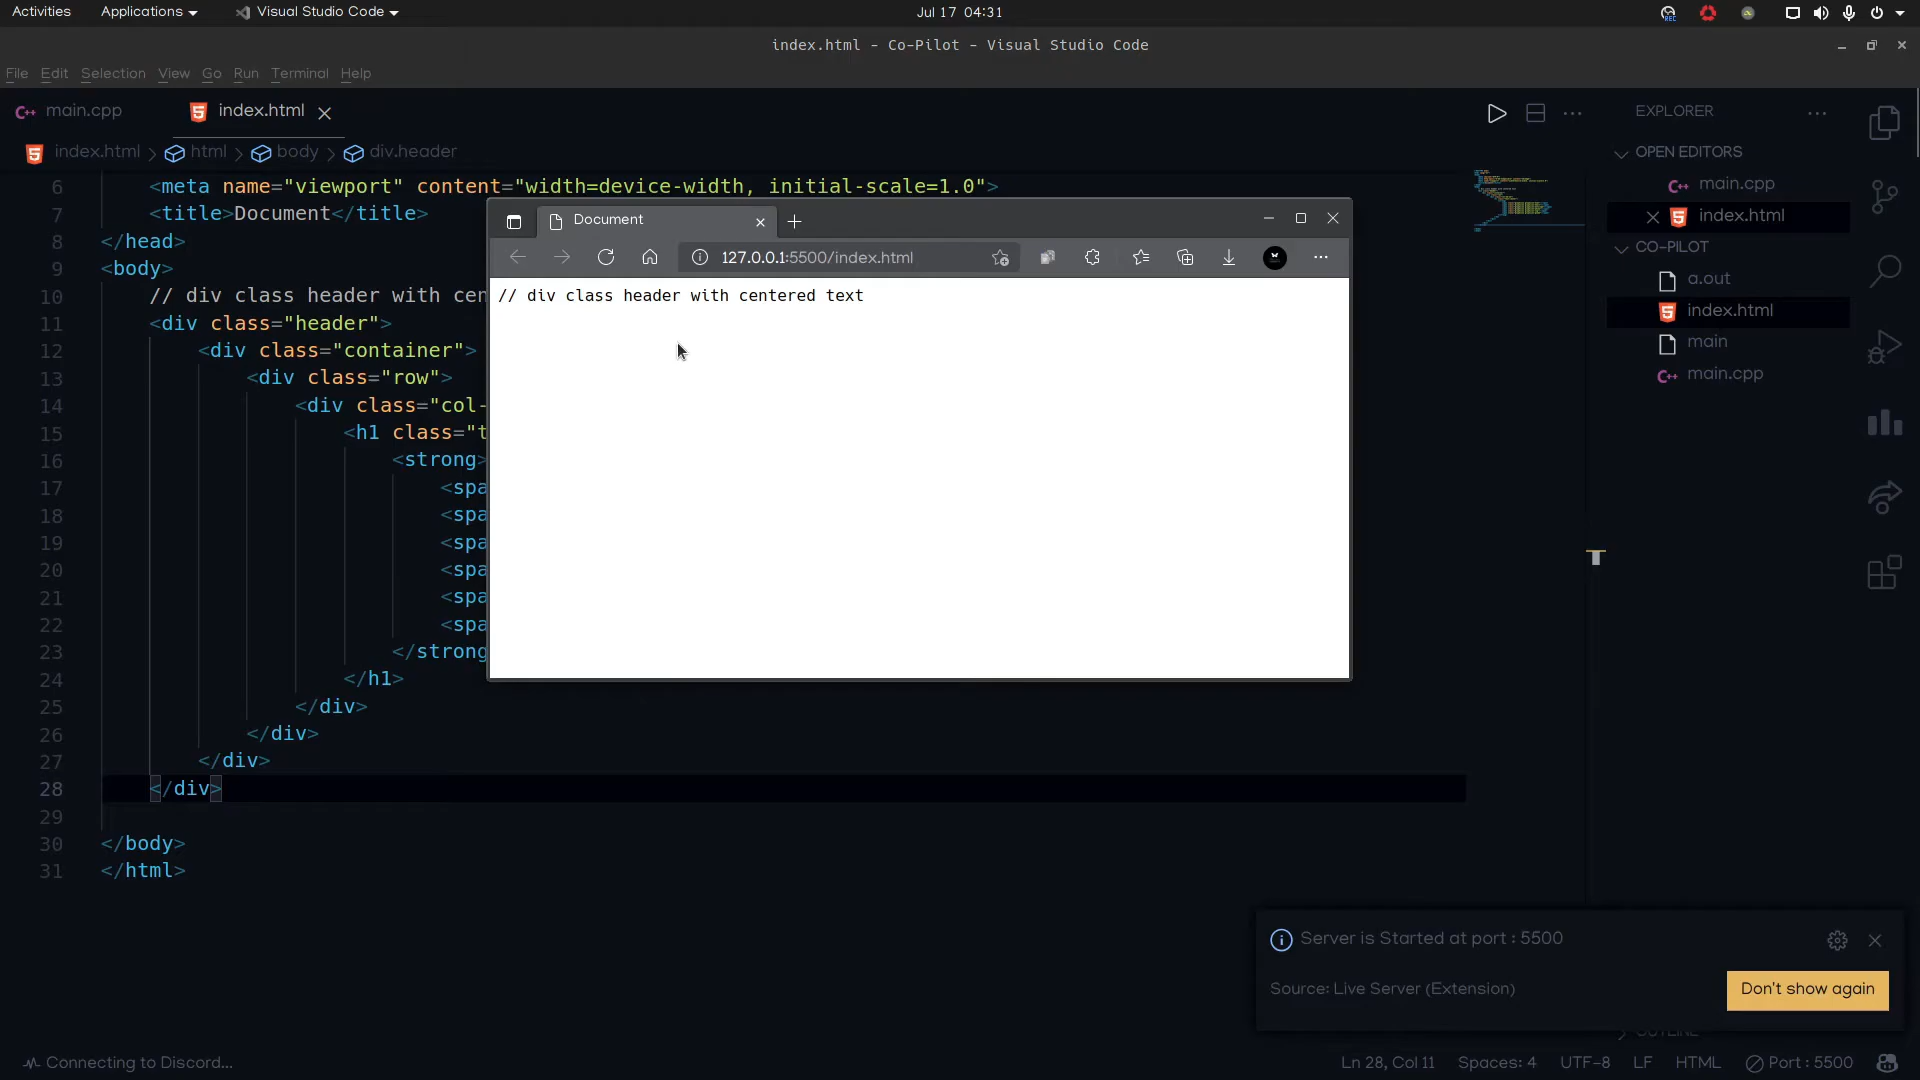 Activities Applications Visual Studio Code Jul 17 04:31
index.html - Co-Pilot - Visual Studio Code
File Edit Selection View Go Run Terminal Help
main.cpp index.html
index.html html body div.header
6 <meta name="viewport" content="width=device-width, initial-scale=1.0">
7 <title>Document</title>
8 </head>
9 <body>
10 // div class header with cen
11 <div class="header">
12 <div class="container">
13 <div class="row">
14 <div class="col-
15 <h1 class="t
16 <strong>
17 <spa
18 <spa
19 <spa
20 <spa
21 <spa
22 <spa
23 </strong
24 </h1>
25 </div>
26 </div>
27 </div>
28 </div>
29
30 </body>
31 </html>
Document
127.0.0.1:5500/index.html
// div class header with centered text
EXPLORER
OPEN EDITORS
main.cpp
index.html
CO-PILOT
a.out
index.html
main
main.cpp
Server is Started at port : 5500
Source: Live Server (Extension)
Don't show again
OUTLINE
Connecting to Discord...
Ln 28, Col 11 Spaces: 4 UTF-8 LF HTML Port : 5500